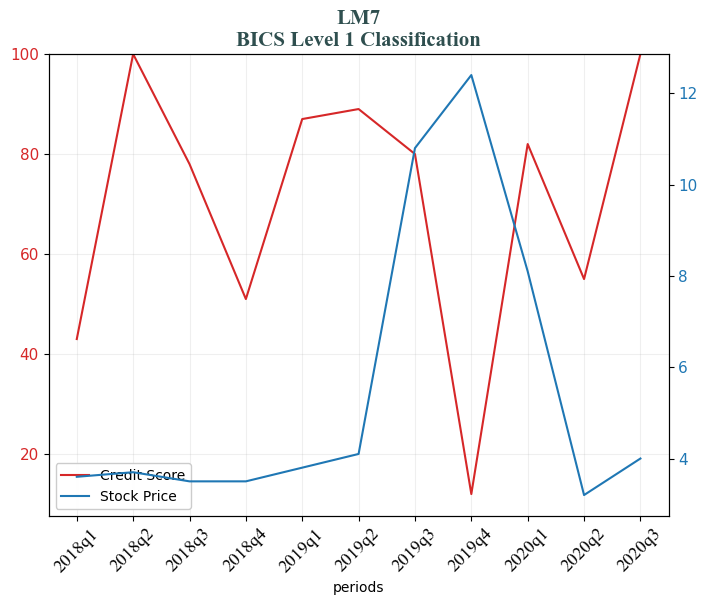 LM7
BICS Level 1 Classification
100
80
60
40
20
12
10
8
6
4
Credit Score
Stock Price
2018q1
2018q2
2018q3
2018q4
2019q1
2019q2
2019q3
2019q4
2020q1
2020q2
2020q3
periods